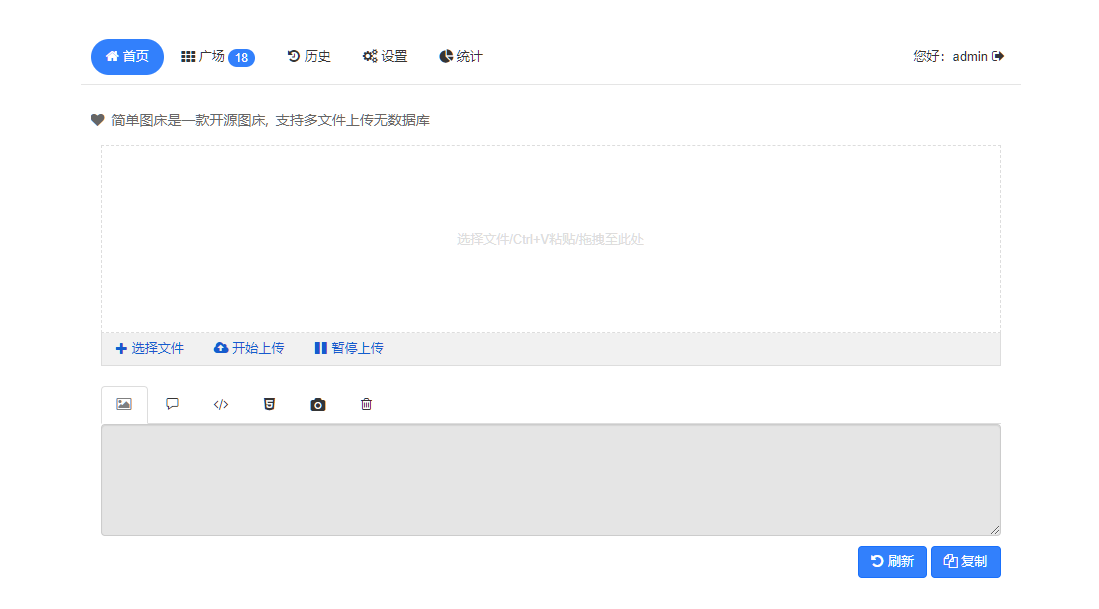 首页 广场 18 历史 设置 统计 您好：admin
简单图床是一款开源图床, 支持多文件上传无数据库
选择文件/Ctrl+V粘贴/拖拽至此处
选择文件 开始上传 暂停上传
刷新 复制